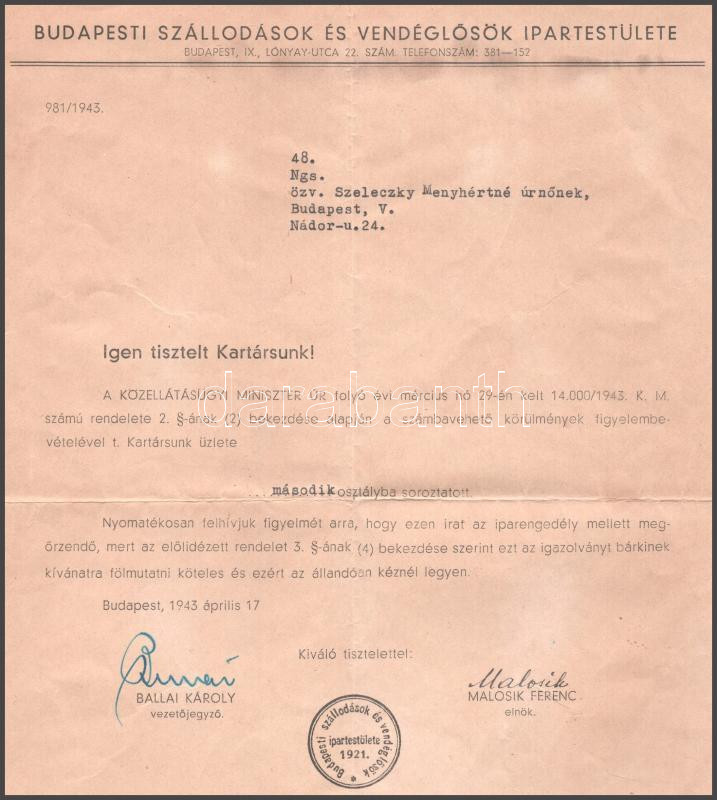 BUDAPESTI SZÁLLODÁSOK ÉS VENDÉGLŐSÖK IPARTESTÜLETE
BUDAPEST, IX., LÓNYAY-UTCA 22. SZÁM. TELEFONSZÁM: 381—152
981/1943.
48.
Ngs.
özv. Szeleczky Menyhértné úrnőnek,
Budapest, V.
Nádor-u.24.
Igen tisztelt Kartársunk!
A KÖZELLÁTÁSÜGYI MINISZTER ÚR folyó évi március hó 29-én kelt 14.000/1943. K. M.
számú rendelete 2. §-ának (2) bekezdése alapján a számbavehető körülmények figyelembe-
vételével t. Kartársunk üzlete
darabanth
második osztályba soroztatott.
Nyomatékosan felhívjuk figyelmét arra, hogy ezen irat az iparengedély mellett meg-
őrzendő, mert az előlidézett rendelet 3. §-ának (4) bekezdése szerint ezt az igazolványt bárkinek
kívánatra fölmutatni köteles és ezért az állandóan kéznél legyen.
Budapest, 1943 április 17
Kiváló tisztelettel:
Malosik
BALLAI KÁROLY
vezetőjegyző.
MALOSIK FERENC
elnök.
Budapesti szállodások és vendéglősök
ipartestülete
1921.